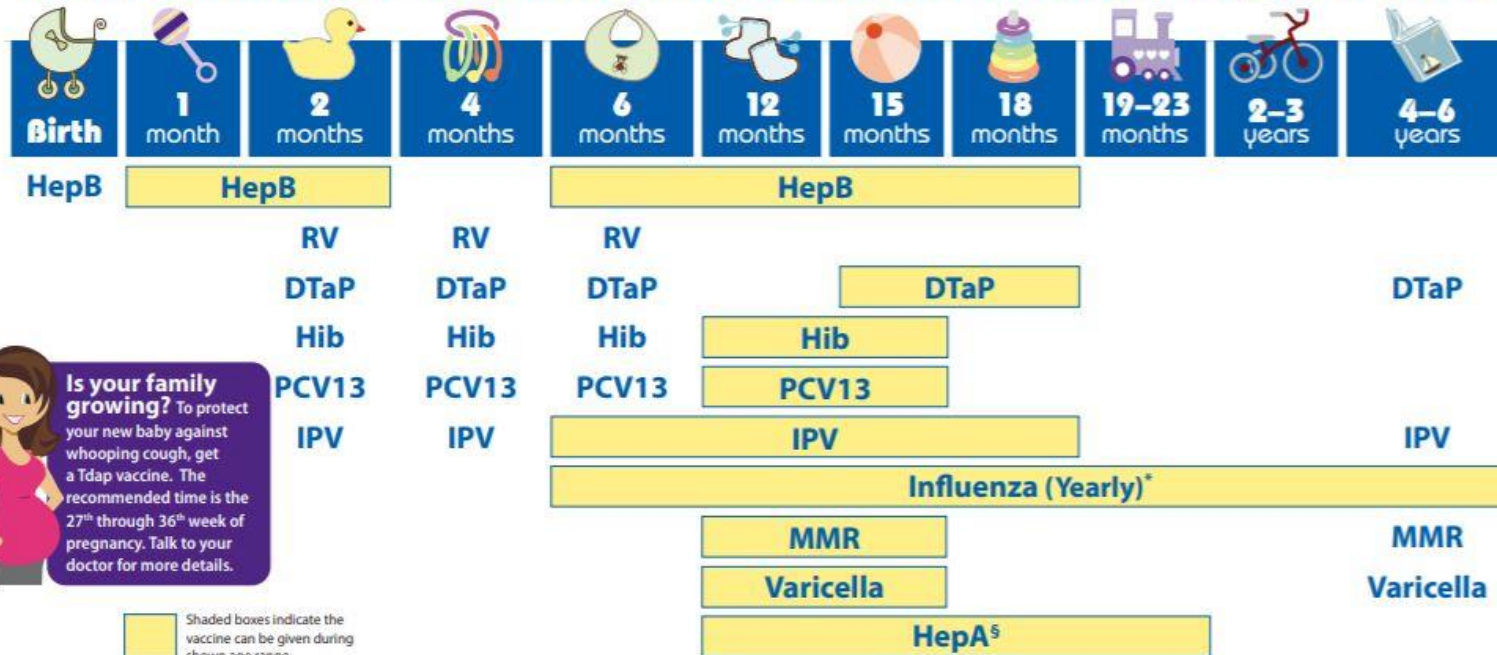 Birth
1 month
2 months
4 months
6 months
12 months
15 months
18 months
19–23 months
2–3 years
4–6 years
HepB HepB HepB
RV RV RV
DTaP DTaP DTaP DTaP DTaP
Hib Hib Hib Hib
PCV13 PCV13 PCV13 PCV13
IPV IPV IPV IPV
Influenza (Yearly)*
MMR MMR
Varicella Varicella
HepA§
Is your family
growing? To protect
your new baby against
whooping cough, get
a Tdap vaccine. The
recommended time is the
27th through 36th week of
pregnancy. Talk to your
doctor for more details.
Shaded boxes indicate the
vaccine can be given during
shown age range.